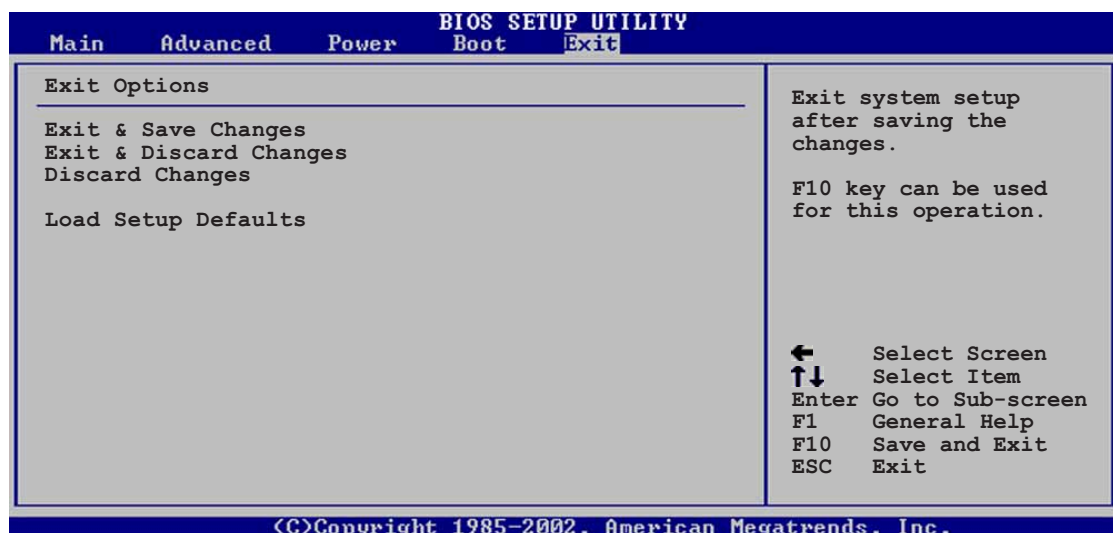 BIOS SETUP UTILITY
Main Advanced Power Boot Exit
Exit Options
Exit & Save Changes
Exit & Discard Changes
Discard Changes
Load Setup Defaults
Exit system setup
after saving the
changes.
F10 key can be used
for this operation.
← Select Screen
↑↓ Select Item
Enter Go to Sub-screen
F1 General Help
F10 Save and Exit
ESC Exit
(C)Copyright 1985-2002, American Megatrends, Inc.